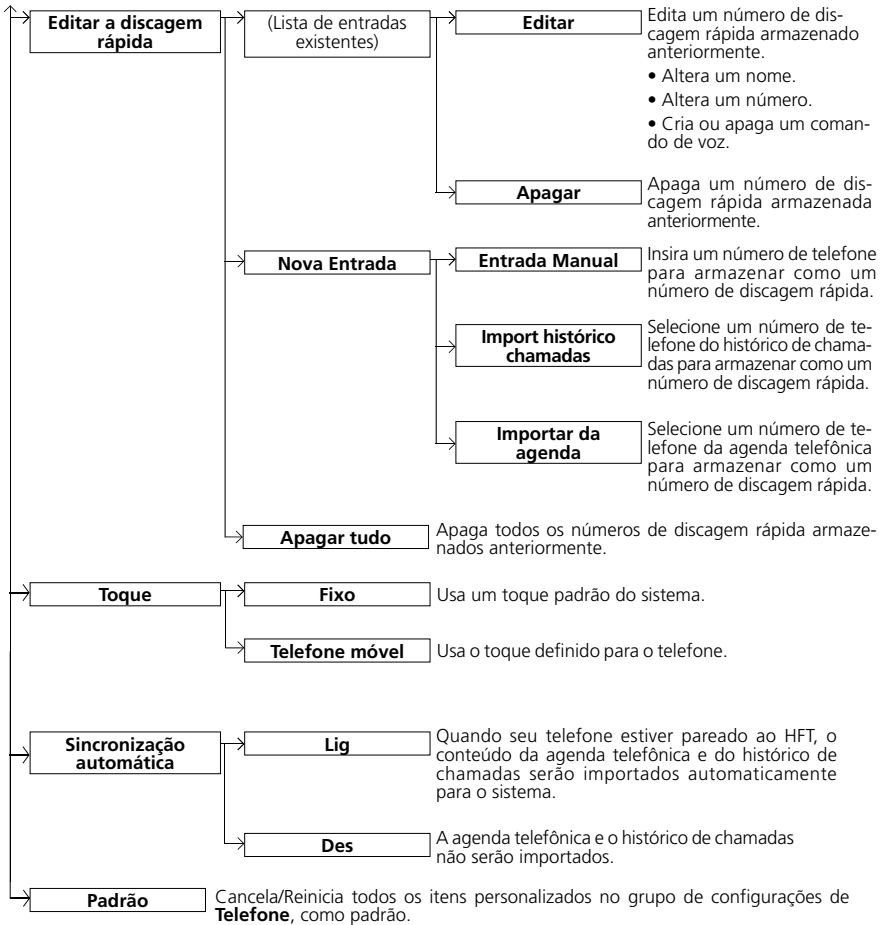 Editar a discagem
rápida
(Lista de entradas
existentes)
Editar
Edita um número de dis-
cagem rápida armazenado
anteriormente.
• Altera um nome.
• Altera um número.
• Cria ou apaga um coman-
do de voz.
Apagar
Apaga um número de dis-
cagem rápida armazenada
anteriormente.
Nova Entrada
Entrada Manual
Insira um número de telefone
para armazenar como um
número de discagem rápida.
Import histórico
chamadas
Selecione um número de te-
lefone do histórico de chama-
das para armazenar como um
número de discagem rápida.
Importar da
agenda
Selecione um número de te-
lefone da agenda telefônica
para armazenar como um
número de discagem rápida.
Apagar tudo
Apaga todos os números de discagem rápida armaze-
nados anteriormente.
Toque
Fixo
Usa um toque padrão do sistema.
Telefone móvel
Usa o toque definido para o telefone.
Sincronização
automática
Lig
Quando seu telefone estiver pareado ao HFT, o
conteúdo da agenda telefônica e do histórico de
chamadas serão importados automaticamente
para o sistema.
Des
A agenda telefônica e o histórico de chamadas
não serão importados.
Padrão
Cancela/Reinicia todos os itens personalizados no grupo de configurações de
Telefone, como padrão.